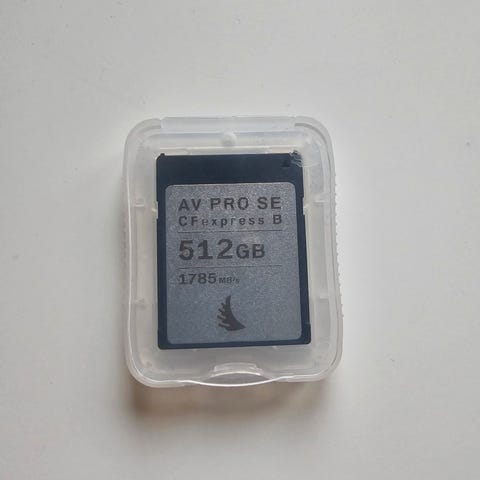 AV PRO SE
CFexpress B
512GB
1785 MB/s